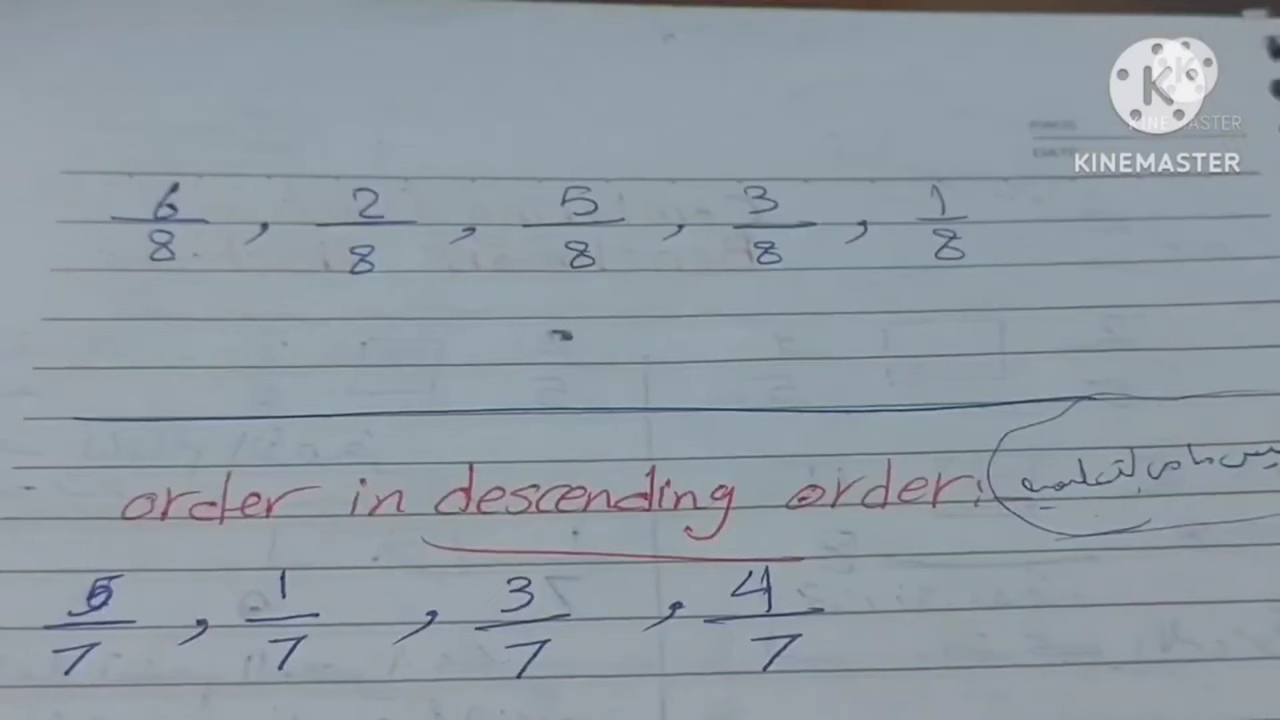 KINEMASTER
KINEMASTER
6/8 , 2/8 , 5/8 , 3/8 , 1/8
order in descending order:
5/7 , 1/7 , 3/7 , 4/7